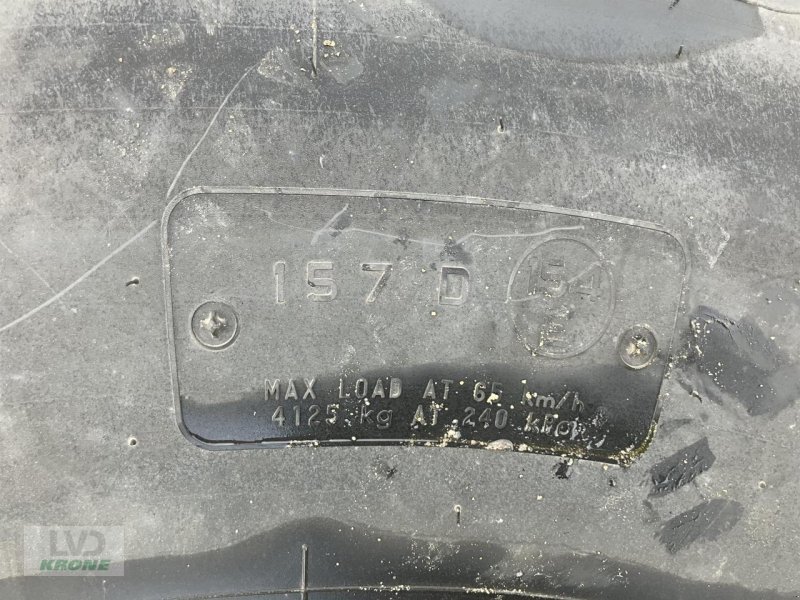 157 D 154
E
MAX LOAD AT 65 km/h
4125 kg AT 240 kPa
LVD
KRONE